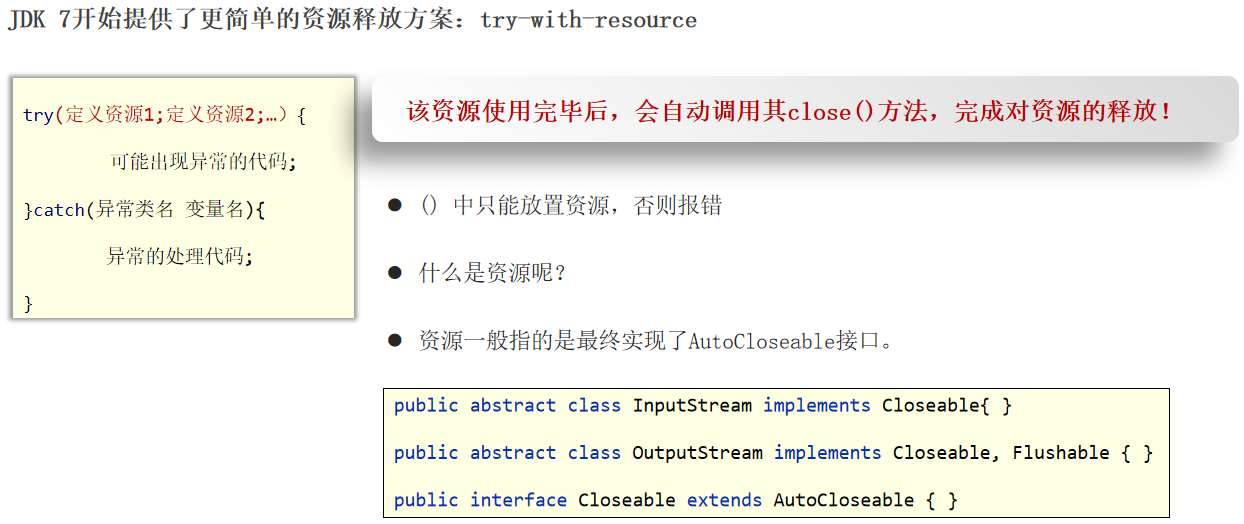 JDK 7开始提供了更简单的资源释放方案：try-with-resource
try(定义资源1;定义资源2;…）{
可能出现异常的代码;
}catch(异常类名 变量名){
异常的处理代码;
}
该资源使用完毕后，会自动调用其close()方法，完成对资源的释放！
● () 中只能放置资源，否则报错
● 什么是资源呢？
● 资源一般指的是最终实现了AutoCloseable接口。
public abstract class InputStream implements Closeable{ }
public abstract class OutputStream implements Closeable, Flushable { }
public interface Closeable extends AutoCloseable { }